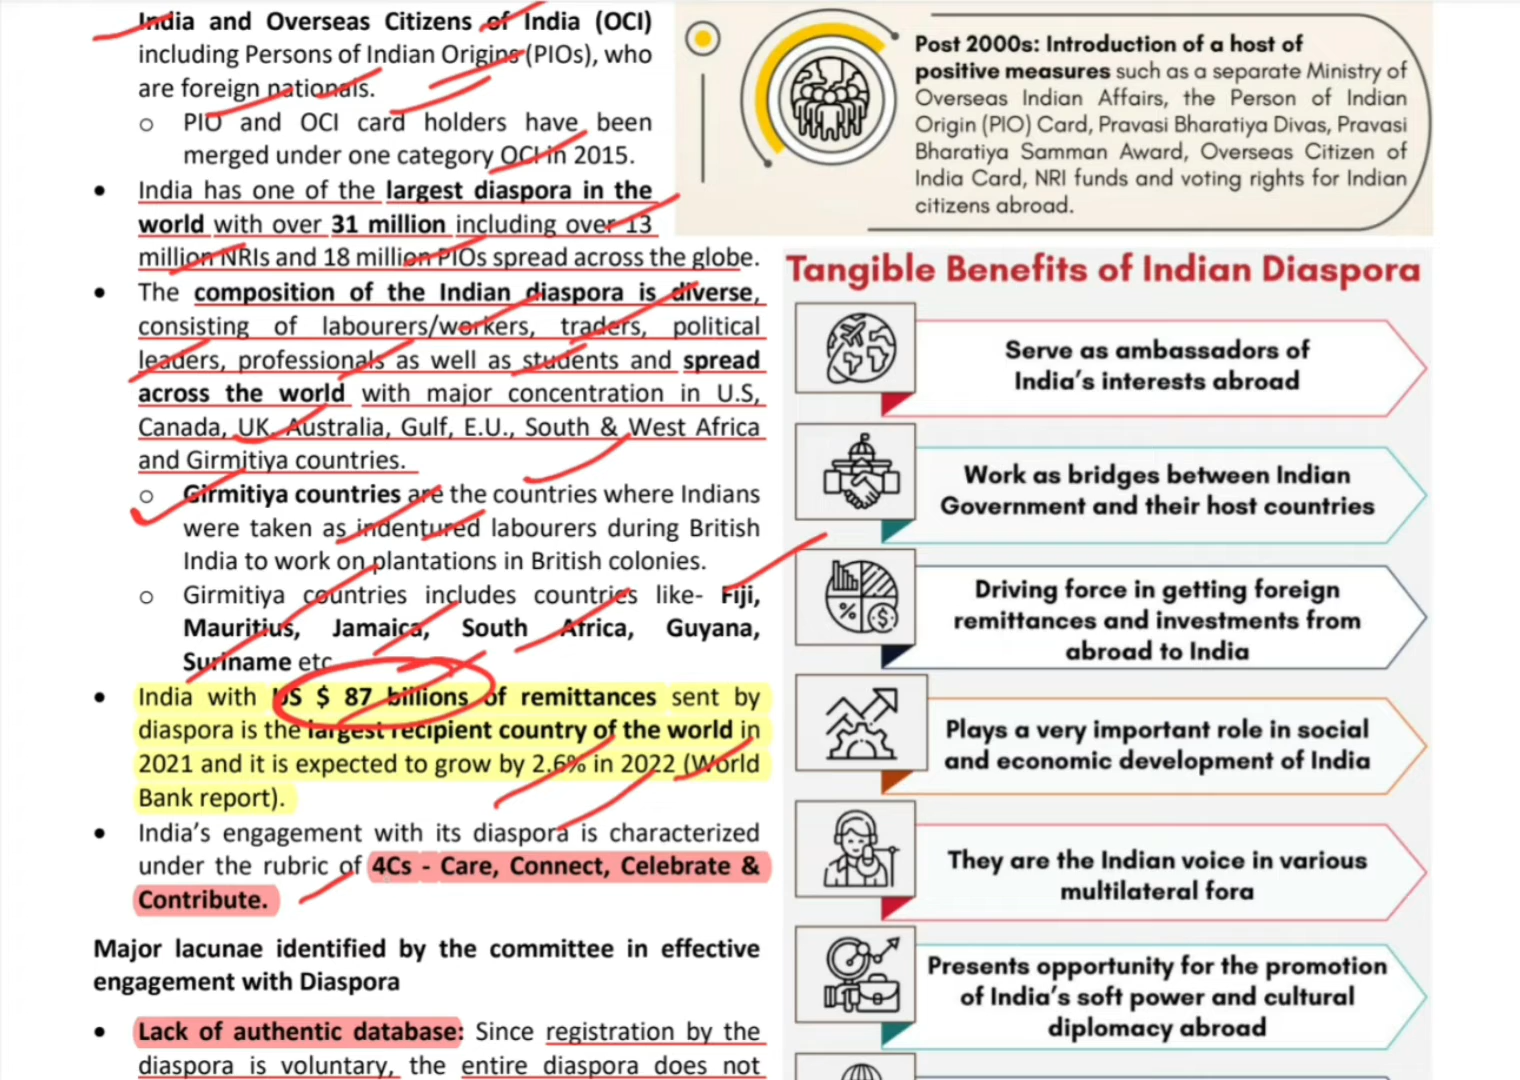 India and Overseas Citizens of India (OCI)
including Persons of Indian Origins (PIOs), who
are foreign nationals.
o PIO and OCI card holders have been
merged under one category OCI in 2015.
• India has one of the largest diaspora in the
world with over 31 million including over 13
million NRIs and 18 million PIOs spread across the globe.
• The composition of the Indian diaspora is diverse,
consisting of labourers/workers, traders, political
leaders, professionals as well as students and spread
across the world with major concentration in U.S,
Canada, UK, Australia, Gulf, E.U., South & West Africa
and Girmitiya countries.
o Girmitiya countries are the countries where Indians
were taken as indentured labourers during British
India to work on plantations in British colonies.
o Girmitiya countries includes countries like- Fiji,
Mauritius, Jamaica, South Africa, Guyana,
Suriname etc
• India with US $ 87 billions of remittances sent by
diaspora is the largest recipient country of the world in
2021 and it is expected to grow by 2.6% in 2022 (World
Bank report).
• India's engagement with its diaspora is characterized
under the rubric of 4Cs - Care, Connect, Celebrate &
Contribute.
Major lacunae identified by the committee in effective
engagement with Diaspora
• Lack of authentic database: Since registration by the
diaspora is voluntary, the entire diaspora does not
Post 2000s: Introduction of a host of
positive measures such as a separate Ministry of
Overseas Indian Affairs, the Person of Indian
Origin (PIO) Card, Pravasi Bharatiya Divas, Pravasi
Bharatiya Samman Award, Overseas Citizen of
India Card, NRI funds and voting rights for Indian
citizens abroad.
Tangible Benefits of Indian Diaspora
Serve as ambassadors of
India's interests abroad
Work as bridges between Indian
Government and their host countries
Driving force in getting foreign
remittances and investments from
abroad to India
Plays a very important role in social
and economic development of India
They are the Indian voice in various
multilateral fora
Presents opportunity for the promotion
of India's soft power and cultural
diplomacy abroad